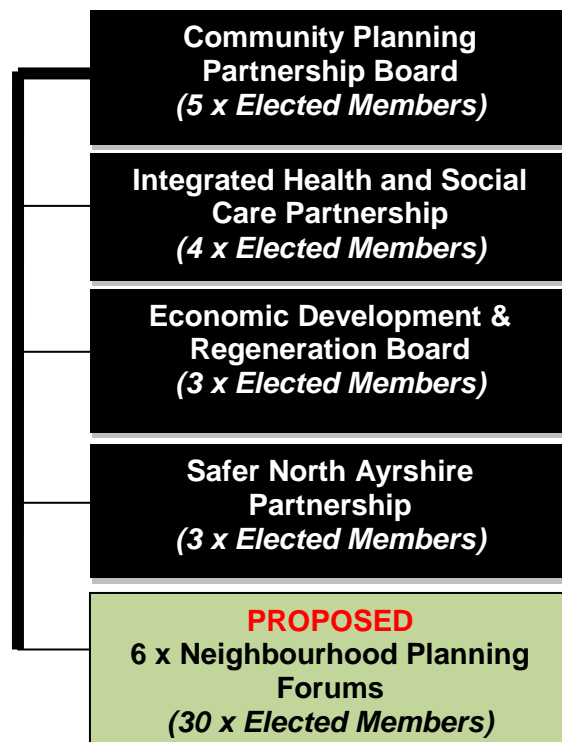 Community Planning
Partnership Board
(5 x Elected Members)
Integrated Health and Social
Care Partnership
(4 x Elected Members)
Economic Development &
Regeneration Board
(3 x Elected Members)
Safer North Ayrshire
Partnership
(3 x Elected Members)
PROPOSED
6 x Neighbourhood Planning
Forums
(30 x Elected Members)